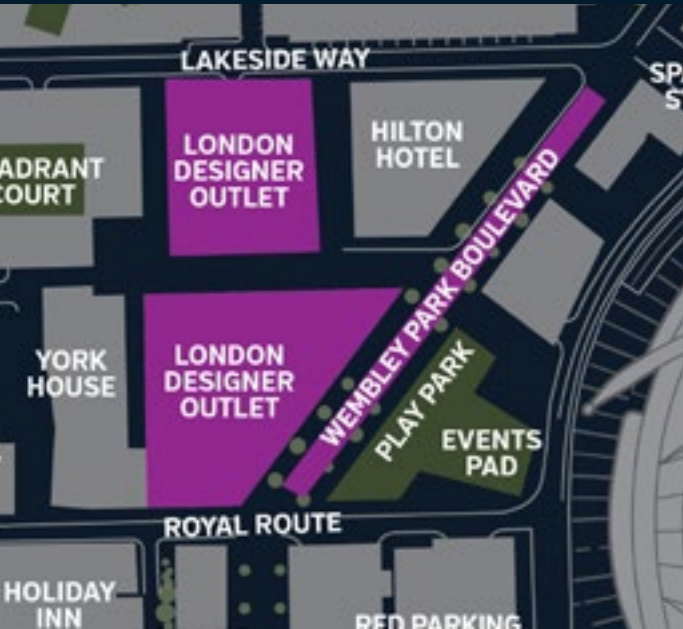 LAKESIDE WAY
LONDON
DESIGNER
OUTLET
HILTON
HOTEL
COURT
WEMBLEY PARK BOULEVARD
YORK
HOUSE
LONDON
DESIGNER
OUTLET
PLAY PARK
EVENTS
PAD
ROYAL ROUTE
HOLIDAY
INN
RED PARKING